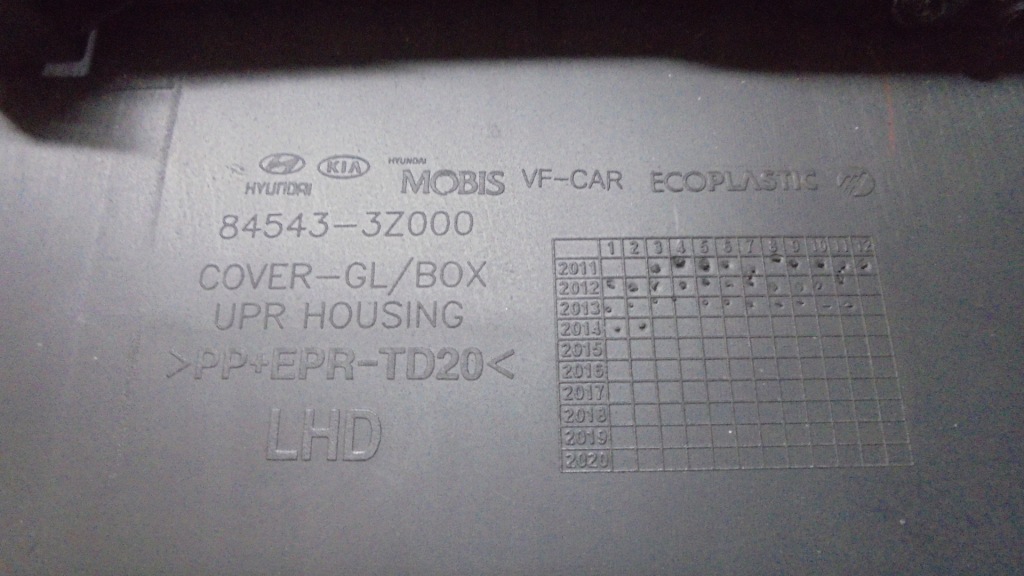 HYUNDAI KIA HYUNDAI MOBIS VF-CAR ECOPLASTIC
84543-3Z000
COVER-GL/BOX
UPR HOUSING
>PP+EPR-TD20<
LHD
1 2 3 4 5 6 7 8 9 10 11 12
2011
2012
2013
2014
2015
2016
2017
2018
2019
2020